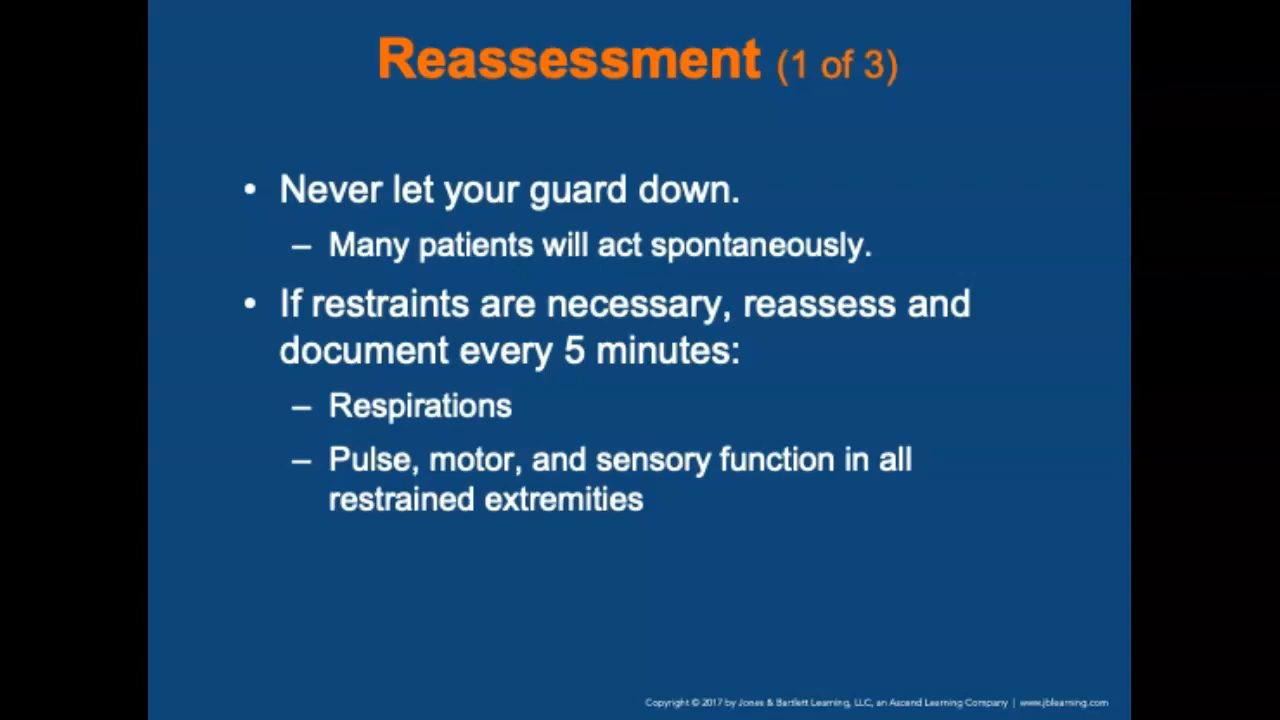 Reassessment (1 of 3)
• Never let your guard down.
– Many patients will act spontaneously.
• If restraints are necessary, reassess and
document every 5 minutes:
– Respirations
– Pulse, motor, and sensory function in all
restrained extremities
Copyright © 2017 by Jones & Bartlett Learning, LLC, an Ascend Learning Company | www.jblearning.com